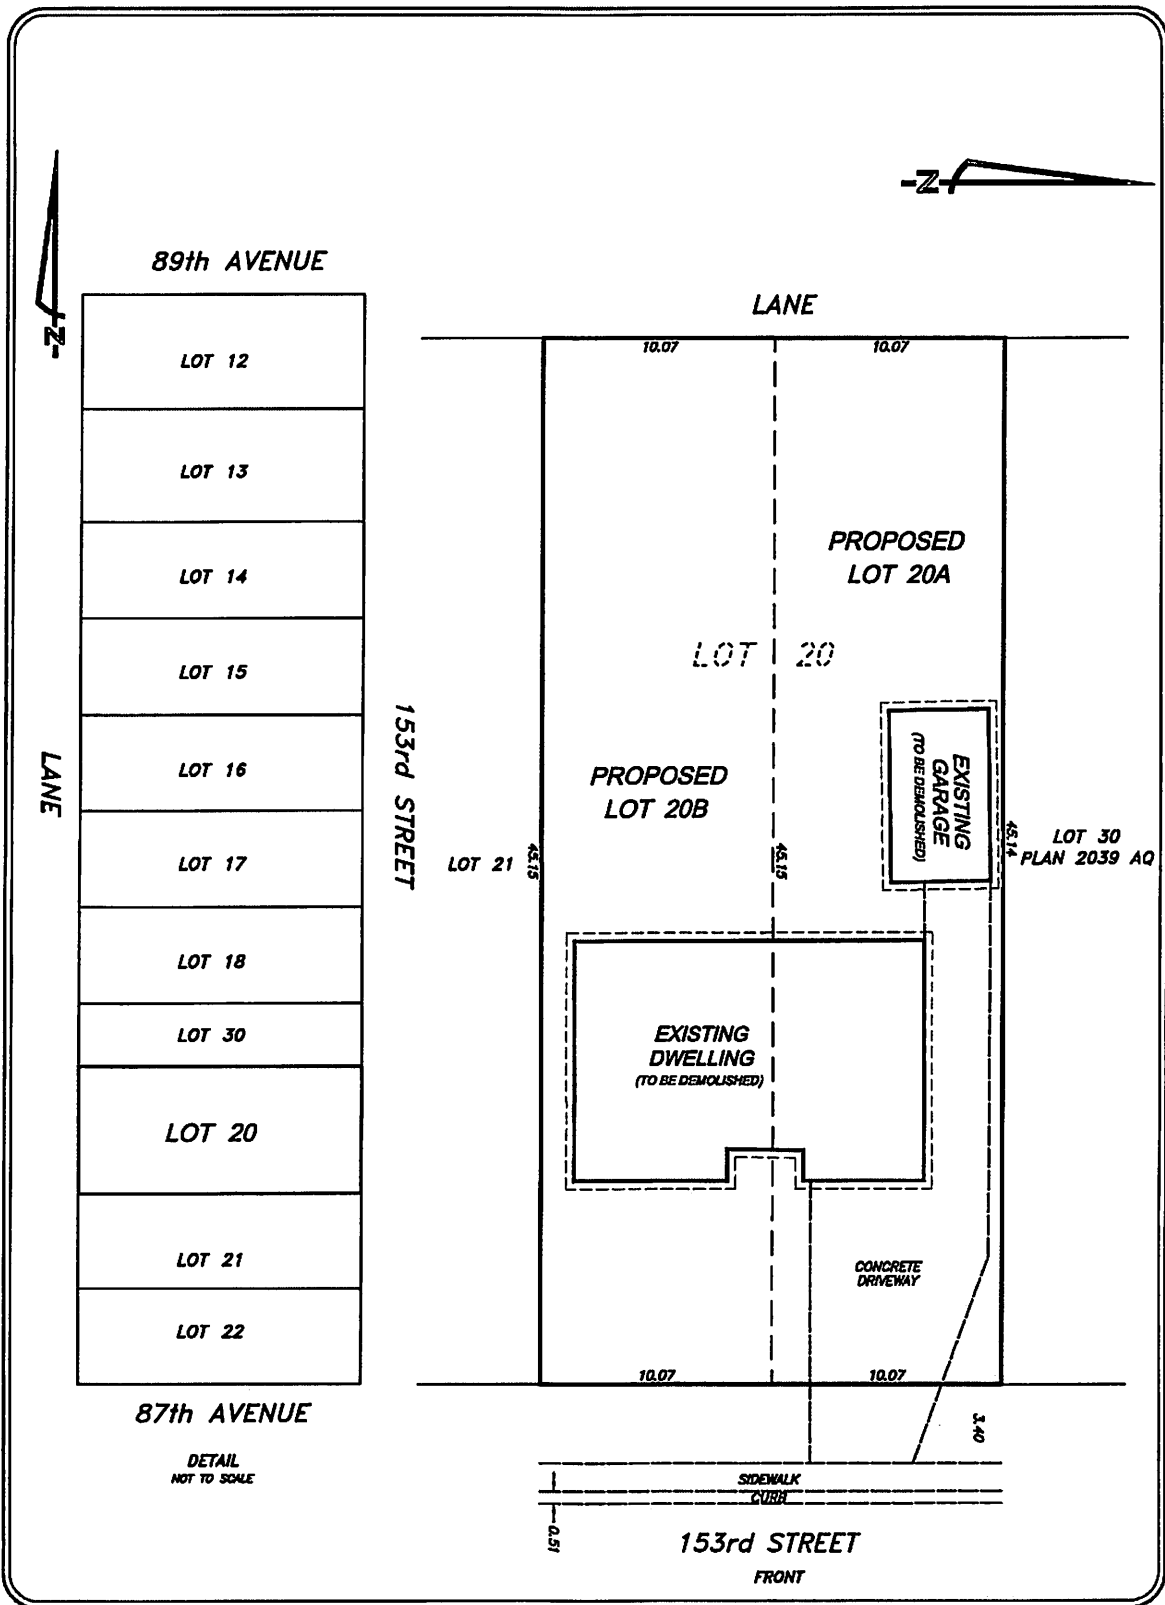 -N-
89th AVENUE
LOT 12
LOT 13
LOT 14
LOT 15
LOT 16
LOT 17
LOT 18
LOT 30
LOT 20
LOT 21
LOT 22
87th AVENUE
DETAIL
NOT TO SCALE
LANE
153rd STREET
-N-
LANE
10.07
10.07
PROPOSED
LOT 20A
LOT 20
PROPOSED
LOT 20B
EXISTING
GARAGE
(TO BE DEMOLISHED)
LOT 21
45.15
45.15
45.14
LOT 30
PLAN 2039 AQ
EXISTING
DWELLING
(TO BE DEMOLISHED)
CONCRETE
DRIVEWAY
10.07
10.07
3.40
SIDEWALK
CURB
0.51
153rd STREET
FRONT